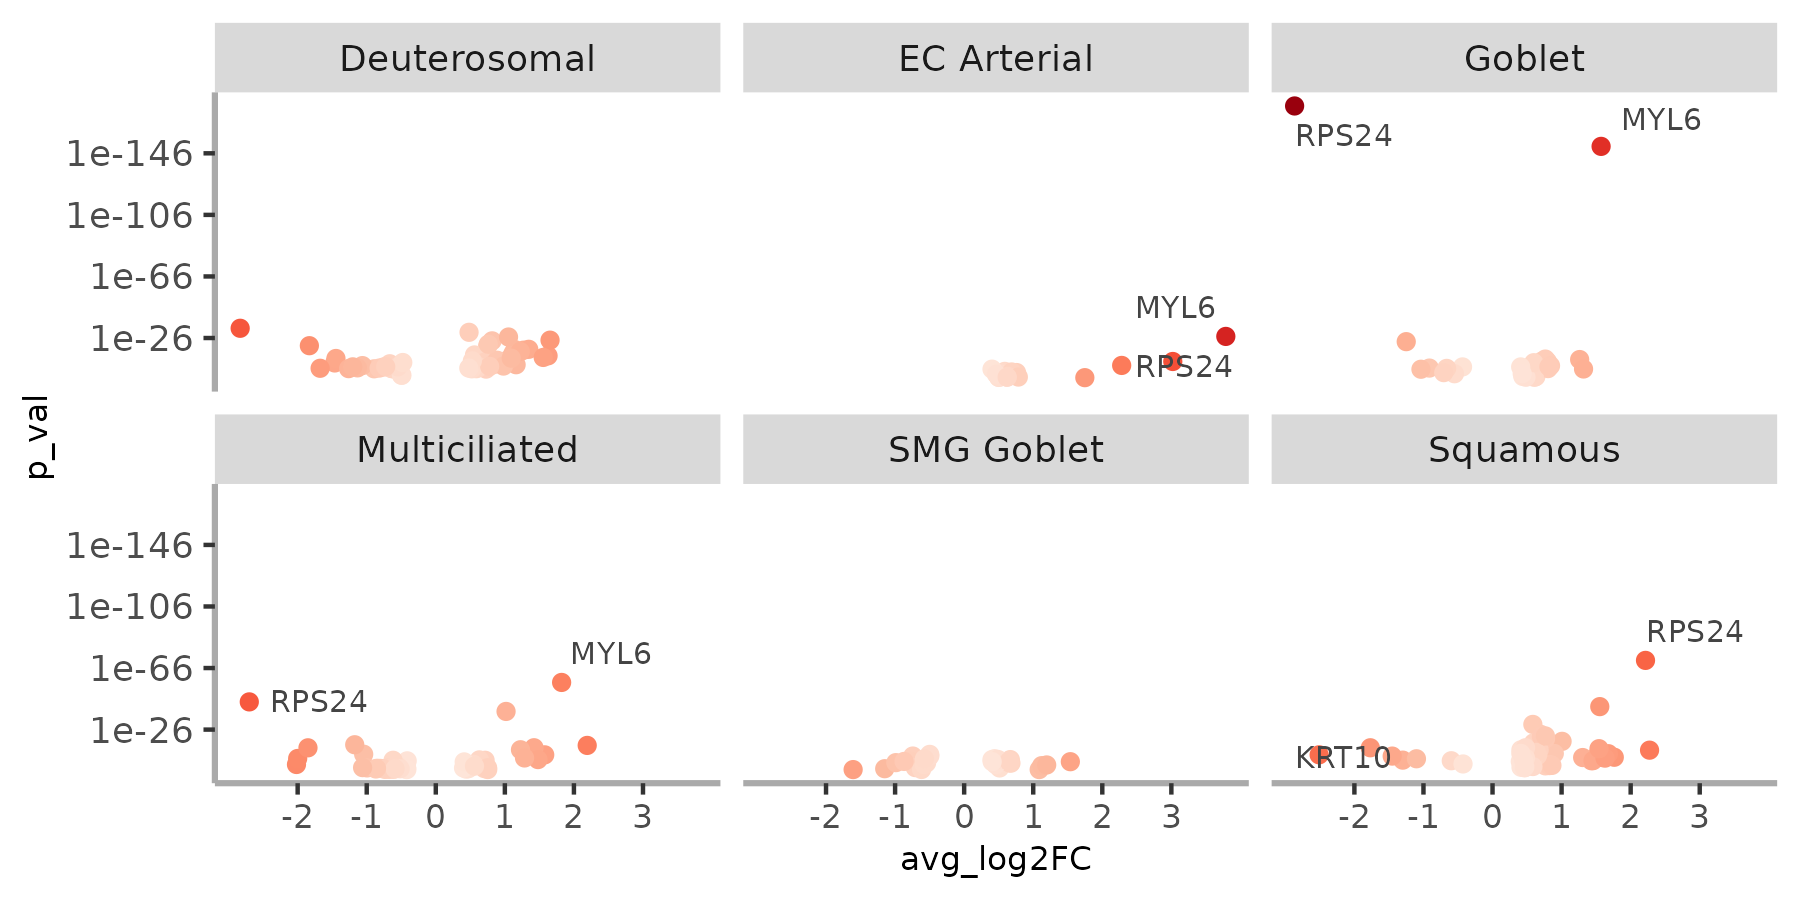 Deuterosomal
EC Arterial
Goblet
1e-146
1e-106
1e-66
1e-26
MYL6
RPS24
RPS24
MYL6
p_val
Multiciliated
SMG Goblet
Squamous
1e-146
1e-106
1e-66
1e-26
MYL6
RPS24
RPS24
KRT10
-2 -1 0 1 2 3
-2 -1 0 1 2 3
-2 -1 0 1 2 3
avg_log2FC